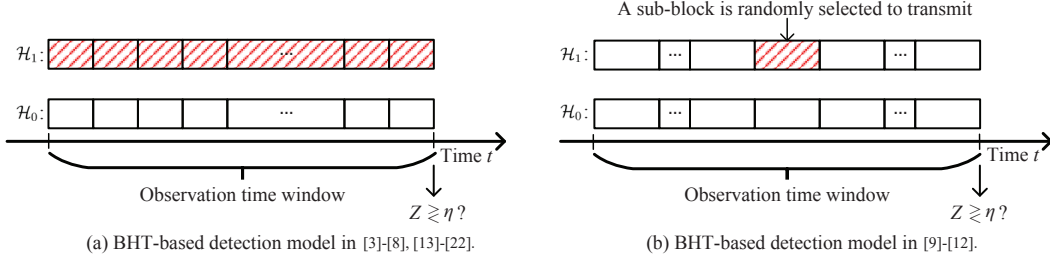 A sub-block is randomly selected to transmit
ℋ₁: ...
ℋ₁: ... ...
ℋ₀: ...
ℋ₀: ... ...
Time t
Time t
Observation time window
Observation time window
Z ≷ η ?
Z ≷ η ?
(a) BHT-based detection model in [3]-[8], [13]-[22].
(b) BHT-based detection model in [9]-[12].